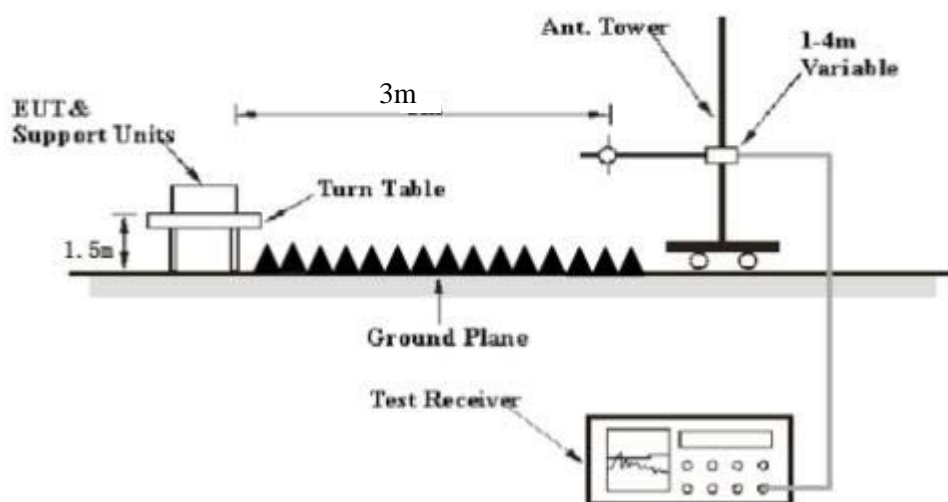 Ant. Tower
1-4m
Variable
3m
EUT&
Support Units
Turn Table
1.5m
Ground Plane
Test Receiver